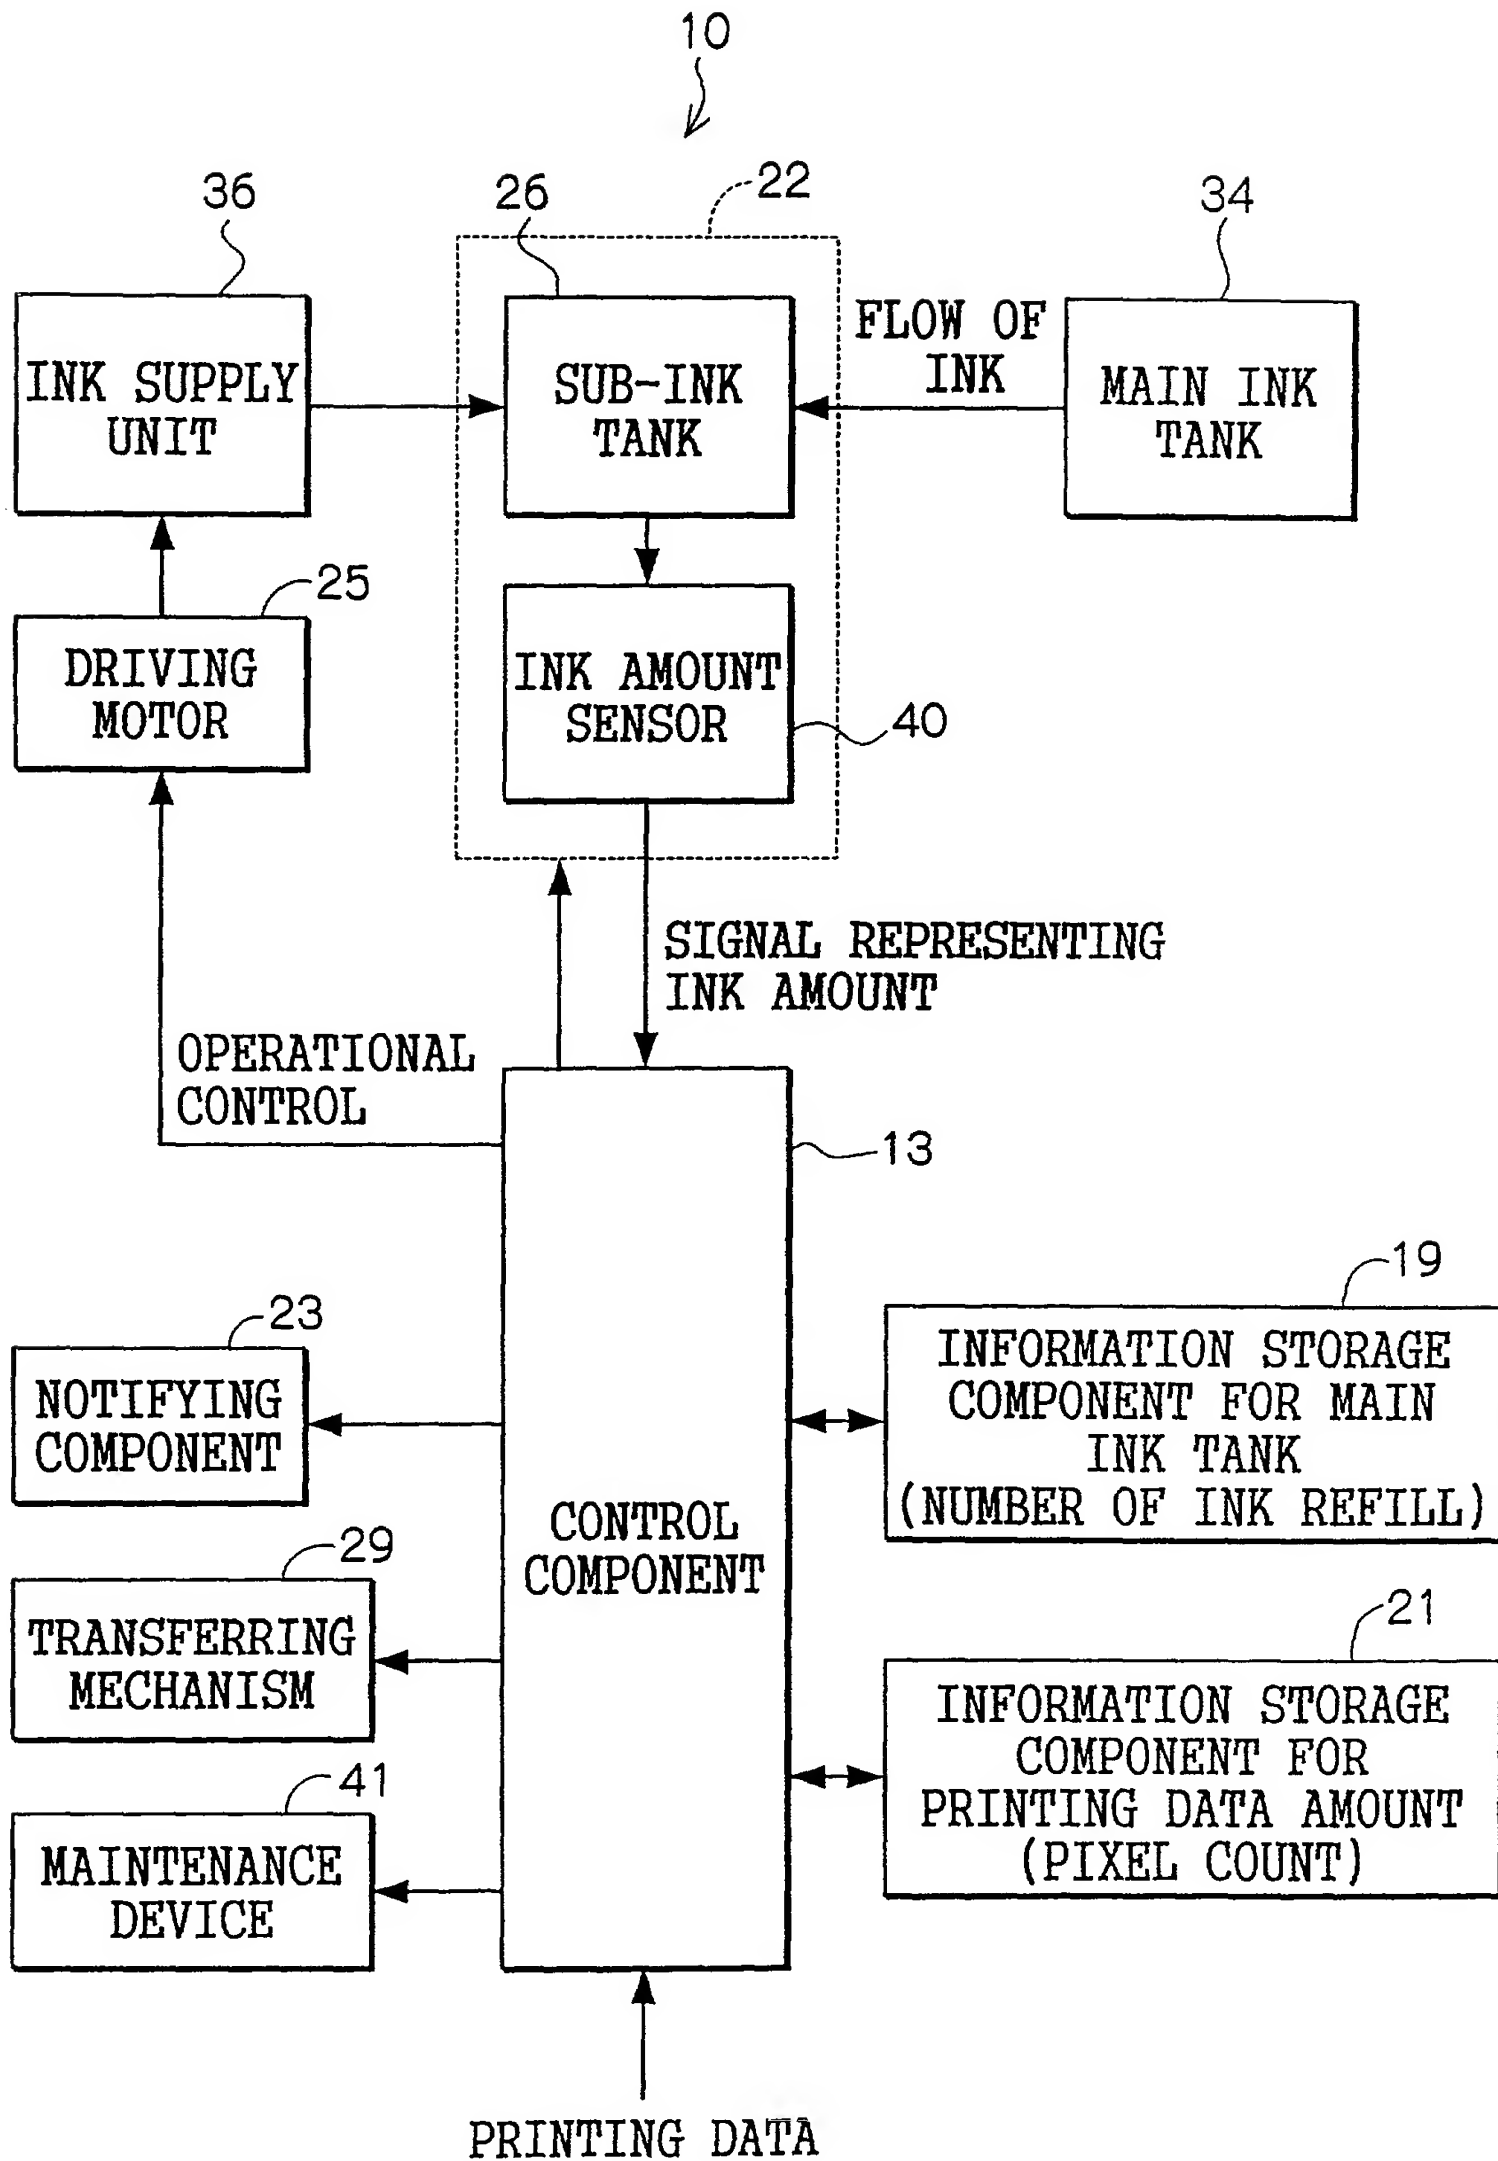 10
36
26
22
34
INK SUPPLY
UNIT
SUB-INK
TANK
FLOW OF
INK
MAIN INK
TANK
25
DRIVING
MOTOR
INK AMOUNT
SENSOR
40
SIGNAL REPRESENTING
INK AMOUNT
OPERATIONAL
CONTROL
13
CONTROL
COMPONENT
23
NOTIFYING
COMPONENT
29
TRANSFERRING
MECHANISM
41
MAINTENANCE
DEVICE
19
INFORMATION STORAGE
COMPONENT FOR MAIN
INK TANK
(NUMBER OF INK REFILL)
21
INFORMATION STORAGE
COMPONENT FOR
PRINTING DATA AMOUNT
(PIXEL COUNT)
PRINTING DATA